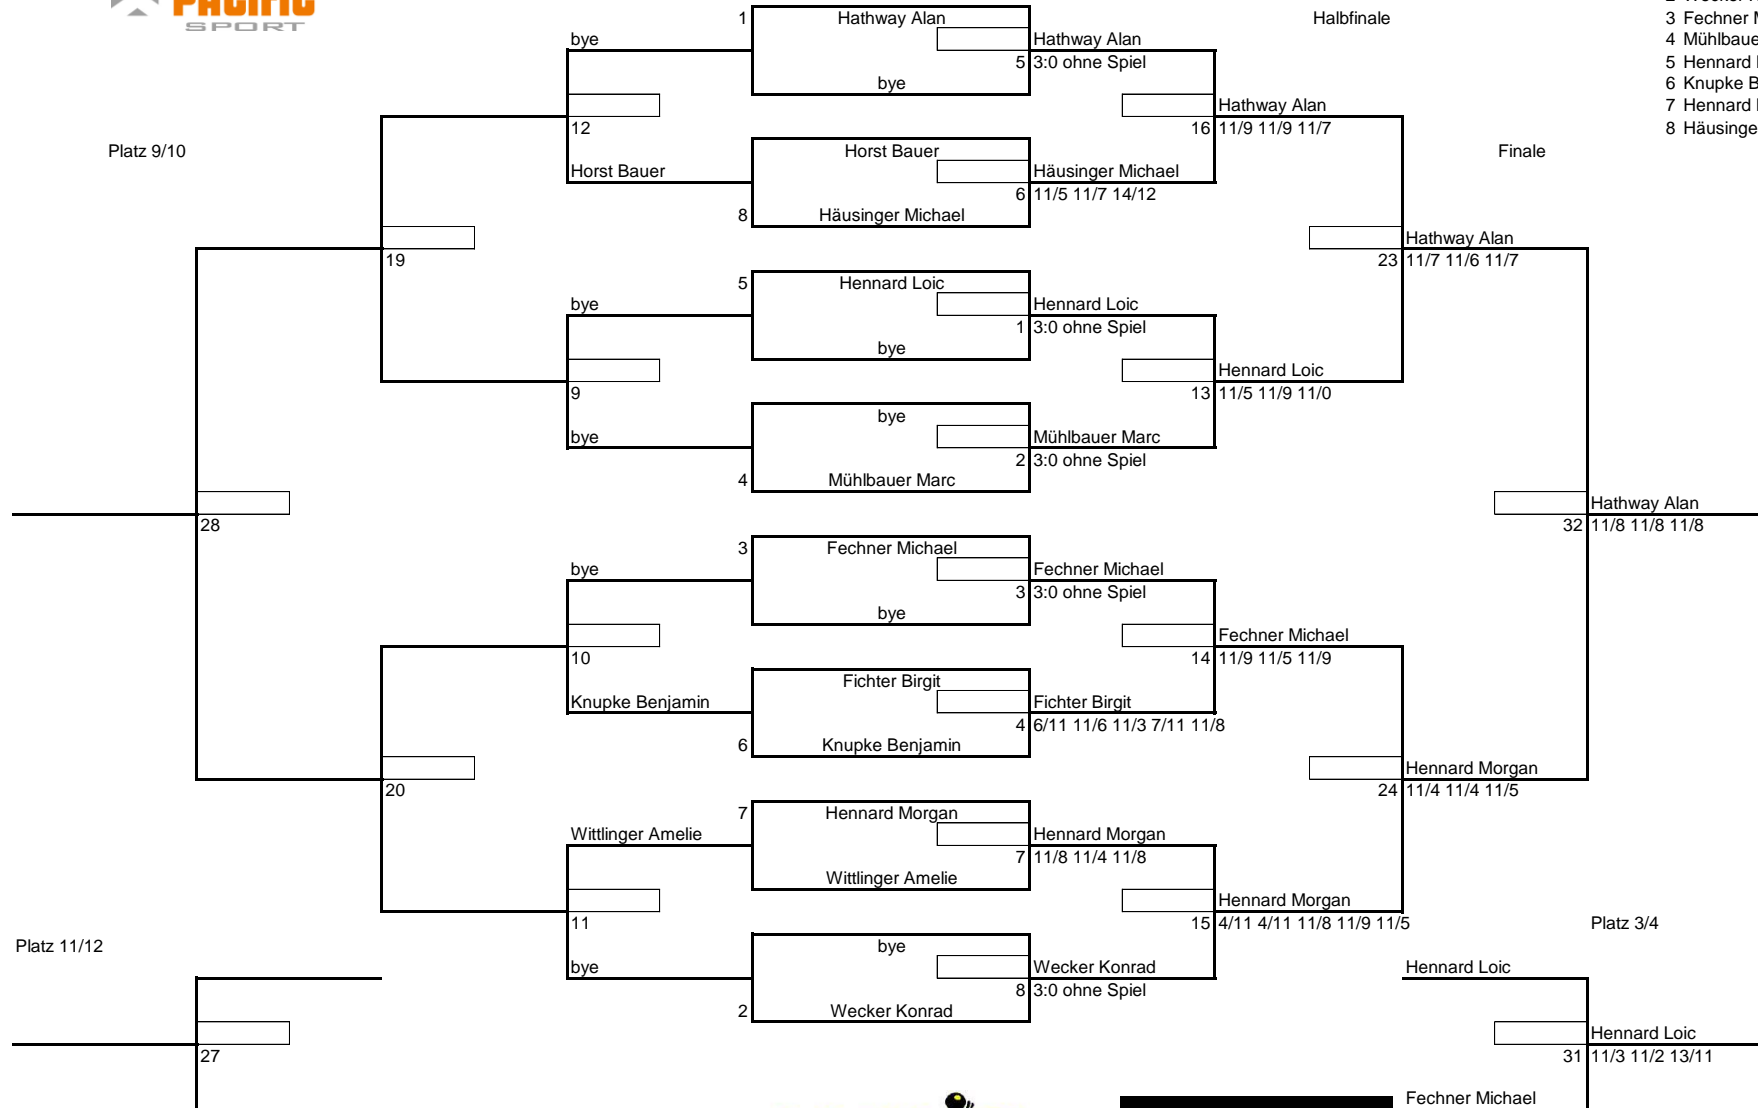 PACIFIC
SPORT
1 Hathway Alan Halbfinale
3 Fechner
bye Hathway Alan
4
5 3:0 ohne Spiel
5 Hennard
bye
6 Knupke
Hathway Alan
7 Hennard
12 16 11/9 11/9 11/7
8
Platz 9/10 Horst Bauer Finale
Horst Bauer Häusinger Michael
6 11/5 11/7 14/12
8 Häusinger Michael
Hathway Alan
19 23 11/7 11/6 11/7
5 Hennard Loic
bye Hennard Loic
1 3:0 ohne Spiel
bye
Hennard Loic
9 13 11/5 11/9 11/0
bye
bye Mühlbauer Marc
2 3:0 ohne Spiel
4 Mühlbauer Marc
Hathway Alan
28 32 11/8 11/8 11/8
3 Fechner Michael
bye Fechner Michael
3 3:0 ohne Spiel
bye
Fechner Michael
10 14 11/9 11/5 11/9
Fichter Birgit
Knupke Benjamin Fichter Birgit
4 6/11 11/6 11/3 7/11 11/8
6 Knupke Benjamin
Hennard Morgan
20 24 11/4 11/4 11/5
7 Hennard Morgan
Wittlinger Amelie Hennard Morgan
7 11/8 11/4 11/8
Wittlinger Amelie
Hennard Morgan
11 15 4/11 4/11 11/8 11/9 11/5 Platz 3/4
Platz 11/12 bye
bye Wecker Konrad Hennard Loic
8 3:0 ohne Spiel
2 Wecker Konrad
Hennard Loic
27 31 11/3 11/2 13/11
Fechner Michael